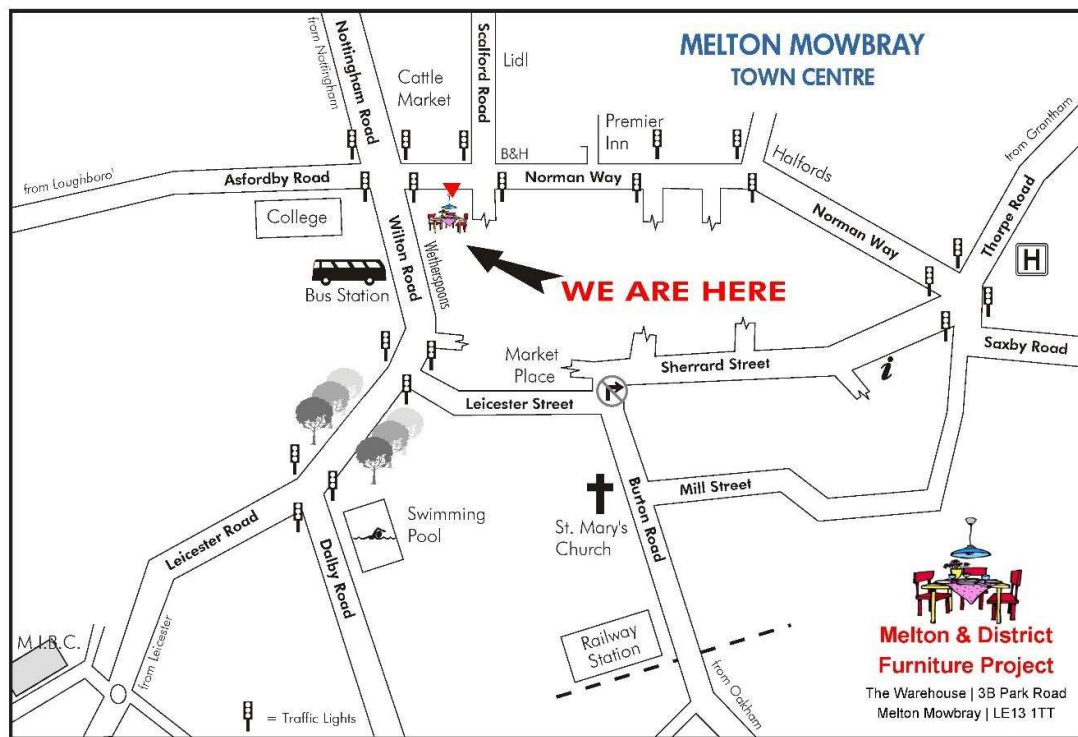 MELTON MOWBRAY
TOWN CENTRE
from Nottingham
Nottingham Road
Cattle
Market
Scalford Road
Lidl
B&H
Premier
Inn
Halfords
from Grantham
Thorpe Road
from Loughboro'
Asfordby Road
Norman Way
Norman Way
College
Wilton Road
Wetherspoons
Bus Station
WE ARE HERE
H
Saxby Road
Market
Place
Sherrard Street
i
Leicester Street
Mill Street
Burton Road
St. Mary's
Church
Swimming
Pool
Leicester Road
Dalby Road
Railway
Station
from Oakham
M.I.B.C.
from Leicester
= Traffic Lights
Melton & District
Furniture Project
The Warehouse | 3B Park Road
Melton Mowbray | LE13 1TT